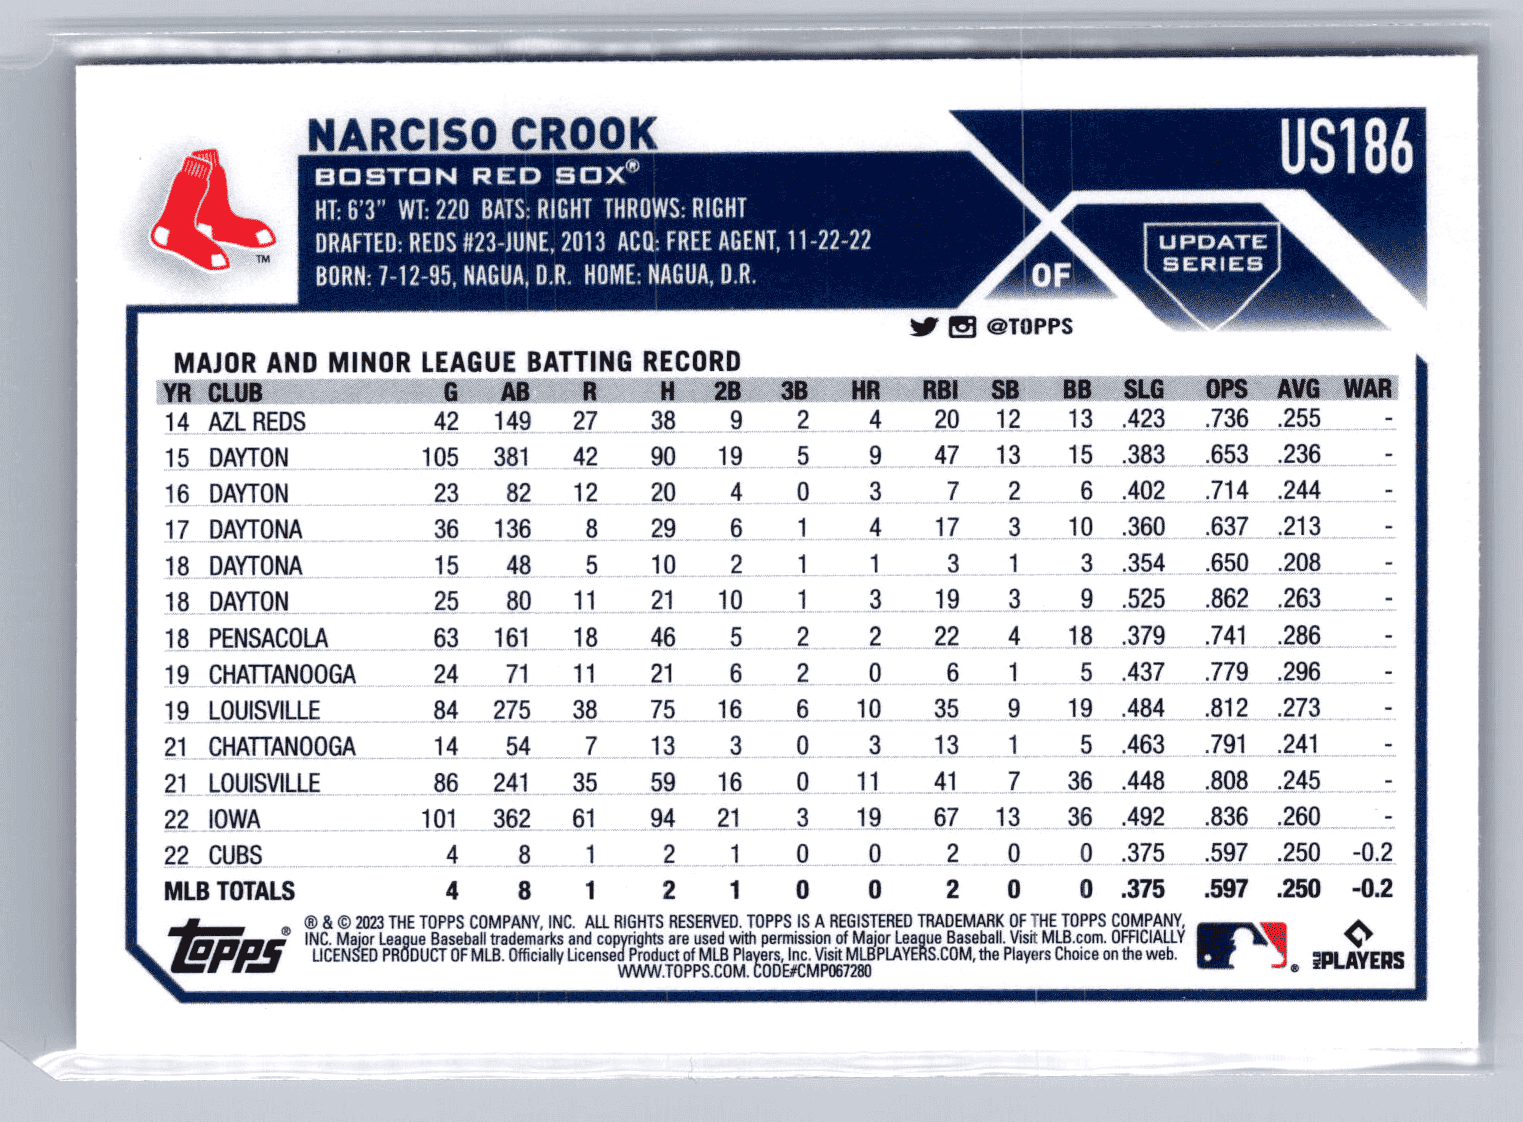 NARCISO CROOK
US186
BOSTON RED SOX®
HT: 6'3" WT: 220 BATS: RIGHT THROWS: RIGHT
DRAFTED: REDS #23-JUNE, 2013 ACQ: FREE AGENT, 11-22-22
BORN: 7-12-95, NAGUA, D.R. HOME: NAGUA, D.R.
TM
OF
UPDATE
SERIES
@TOPPS
MAJOR AND MINOR LEAGUE BATTING RECORD
YR CLUB G AB R H 2B 3B HR RBI SB BB SLG OPS AVG WAR
14 AZL REDS 42 149 27 38 9 2 4 20 12 13 .423 .736 .255 -
15 DAYTON 105 381 42 90 19 5 9 47 13 15 .383 .653 .236 -
16 DAYTON 23 82 12 20 4 0 3 7 2 6 .402 .714 .244 -
17 DAYTONA 36 136 8 29 6 1 4 17 3 10 .360 .637 .213 -
18 DAYTONA 15 48 5 10 2 1 1 3 1 3 .354 .650 .208 -
18 DAYTON 25 80 11 21 10 1 3 19 3 9 .525 .862 .263 -
18 PENSACOLA 63 161 18 46 5 2 2 22 4 18 .379 .741 .286 -
19 CHATTANOOGA 24 71 11 21 6 2 0 6 1 5 .437 .779 .296 -
19 LOUISVILLE 84 275 38 75 16 6 10 35 9 19 .484 .812 .273 -
21 CHATTANOOGA 14 54 7 13 3 0 3 13 1 5 .463 .791 .241 -
21 LOUISVILLE 86 241 35 59 16 0 11 41 7 36 .448 .808 .245 -
22 IOWA 101 362 61 94 21 3 19 67 13 36 .492 .836 .260 -
22 CUBS 4 8 1 2 1 0 0 2 0 0 .375 .597 .250 -0.2
MLB TOTALS 4 8 1 2 1 0 0 2 0 0 .375 .597 .250 -0.2
topps®
® & © 2023 THE TOPPS COMPANY, INC. ALL RIGHTS RESERVED. TOPPS IS A REGISTERED TRADEMARK OF THE TOPPS COMPANY,
INC. Major League Baseball trademarks and copyrights are used with permission of Major League Baseball. Visit MLB.com. OFFICIALLY
LICENSED PRODUCT OF MLB. Officially Licensed Product of MLB Players, Inc. Visit MLBPLAYERS.COM, the Players Choice on the web.
WWW.TOPPS.COM. CODE#CMP067280
®
MLB PLAYERS